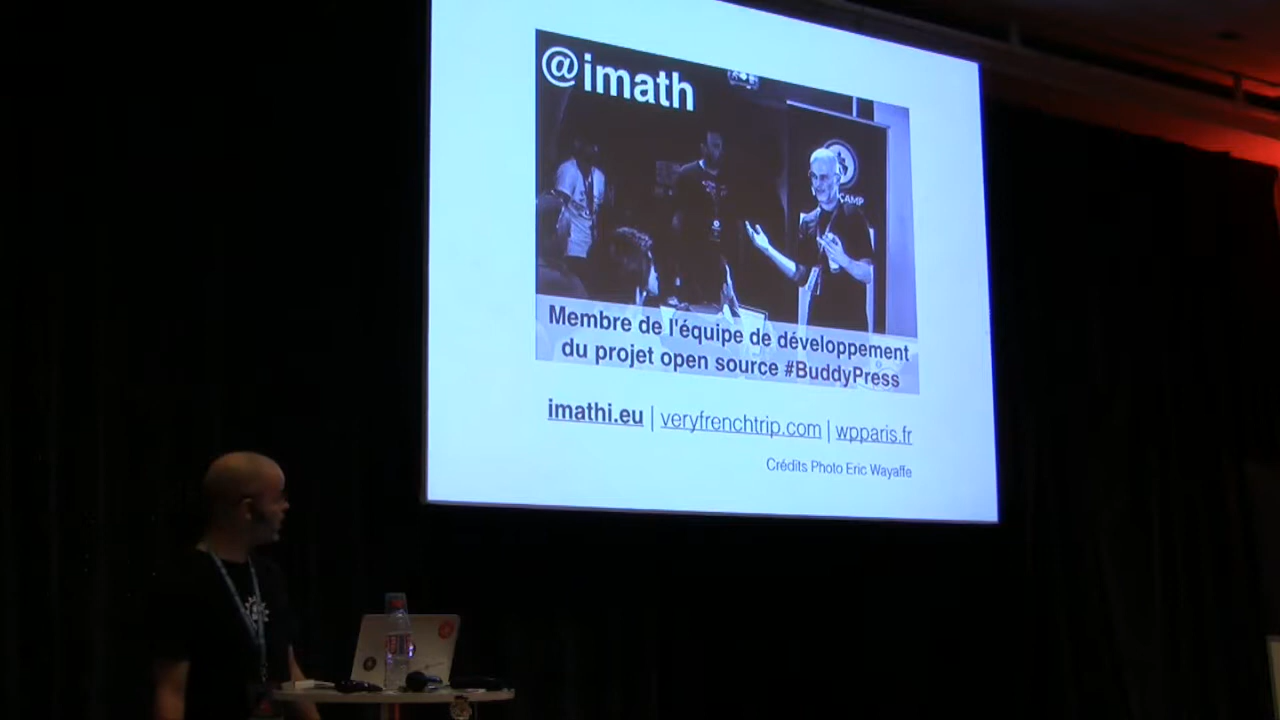 @imath
CAMP
Membre de l'équipe de développement
du projet open source #BuddyPress
imathi.eu | veryfrenchtrip.com | wpparis.fr
Crédits Photo Eric Wayaffe